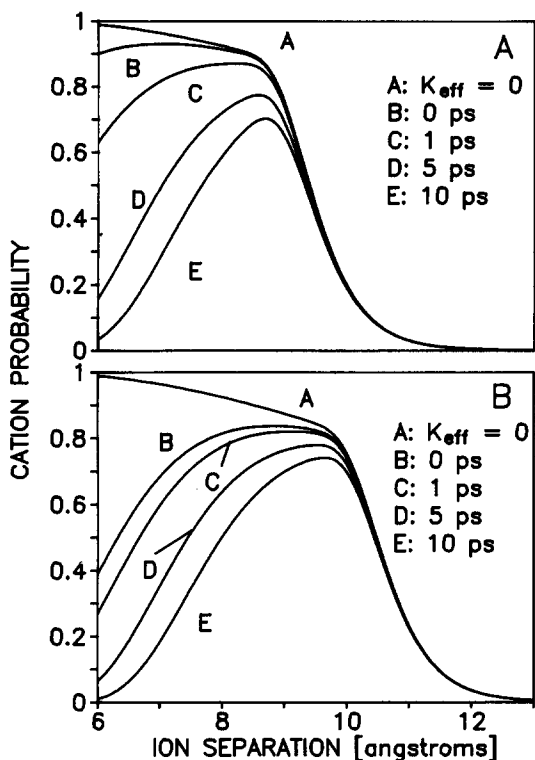 1
0.8
0.6
0.4
0.2
0
A
B
C
D
E
A
A: Keff = 0
B: 0 ps
C: 1 ps
D: 5 ps
E: 10 ps
CATION PROBABILITY
1
0.8
0.6
0.4
0.2
0
A
B
C
D
E
B
A: Keff = 0
B: 0 ps
C: 1 ps
D: 5 ps
E: 10 ps
6 8 10 12
ION SEPARATION [angstroms]